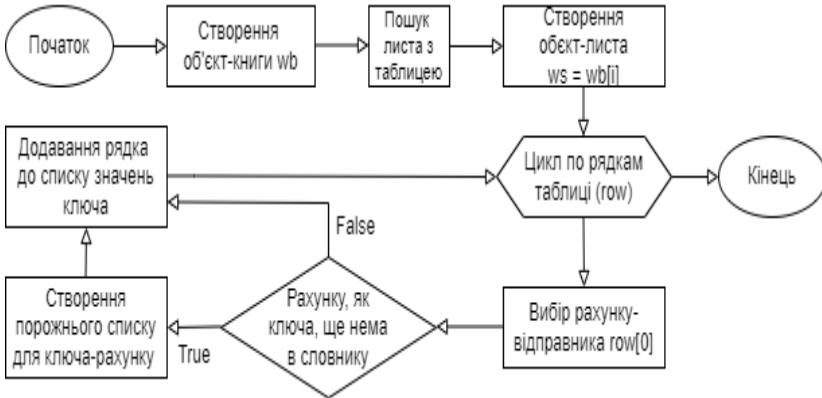 Початок
Створення
об'єкт-книги wb
Пошук
листа з
таблицею
Створення
обєкт-листа
ws = wb[i]
Додавання рядка
до списку значень
ключа
Цикл по рядкам
таблиці (row)
Кінець
False
Створення
порожнього списку
для ключа-рахунку
True
Рахунку, як
ключа, ще нема
в словнику
Вибір рахунку-
відправника row[0]